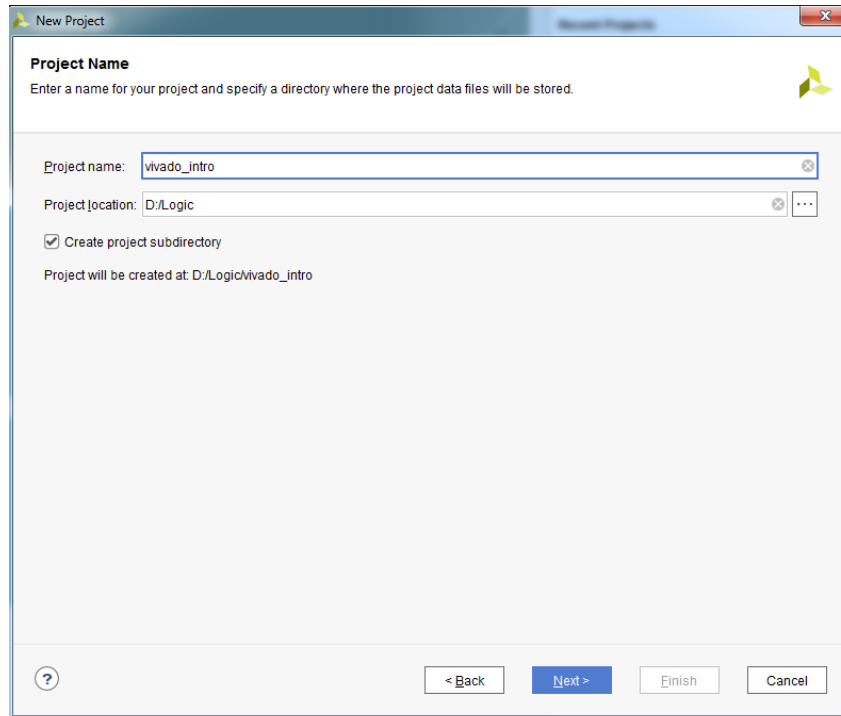 New Project
Recent Projects
Project Name
Enter a name for your project and specify a directory where the project data files will be stored.
Project name: vivado_intro
Project location: D:/Logic
Create project subdirectory
Project will be created at: D:/Logic/vivado_intro
? < Back Next > Finish Cancel